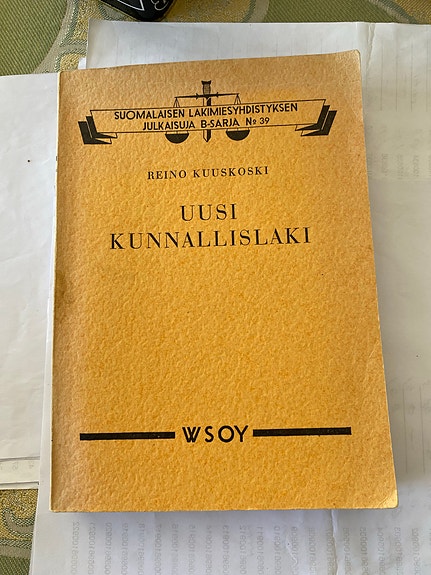 SUOMALAISEN LAKIMIESYHDISTYKSEN
JULKAISUJA B-SARJA № 39
REINO KUUSKOSKI
UUSI
KUNNALLISLAKI
WSOY